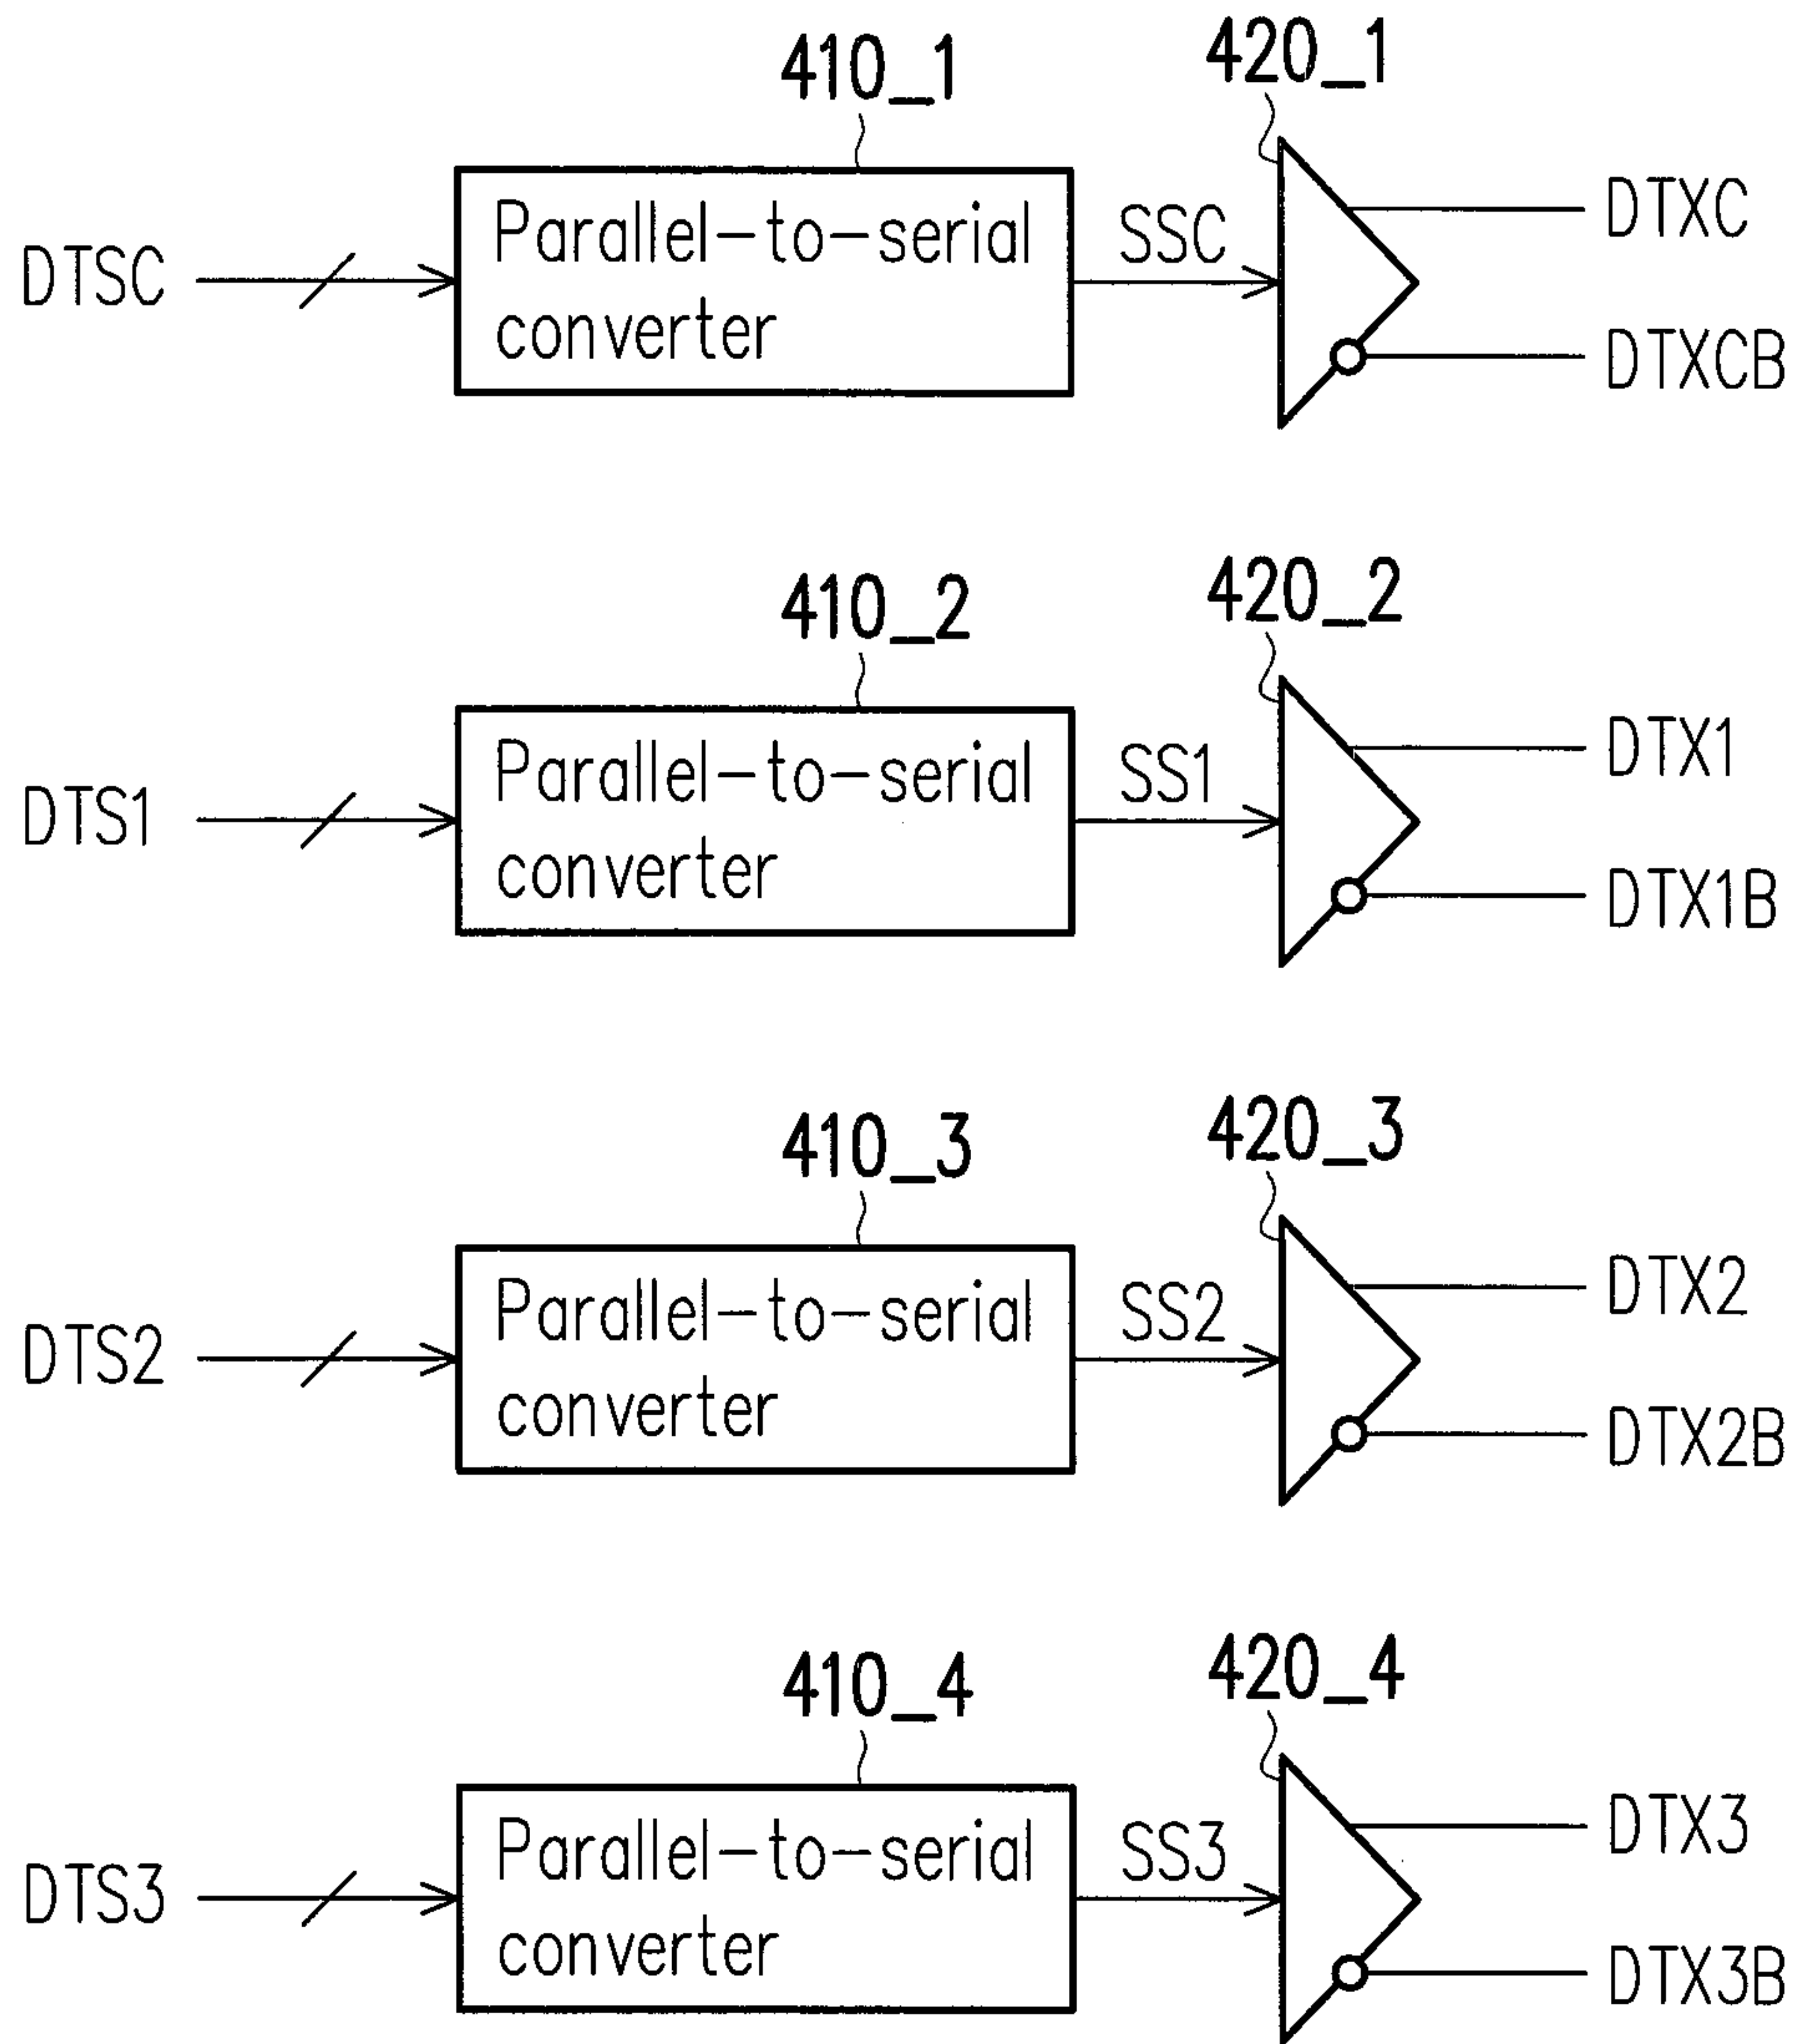 410_1
420_1
DTSC
Parallel-to-serial
converter
SSC
DTXC
DTXCB
410_2
420_2
DTS1
Parallel-to-serial
converter
SS1
DTX1
DTX1B
410_3
420_3
DTS2
Parallel-to-serial
converter
SS2
DTX2
DTX2B
410_4
420_4
DTS3
Parallel-to-serial
converter
SS3
DTX3
DTX3B